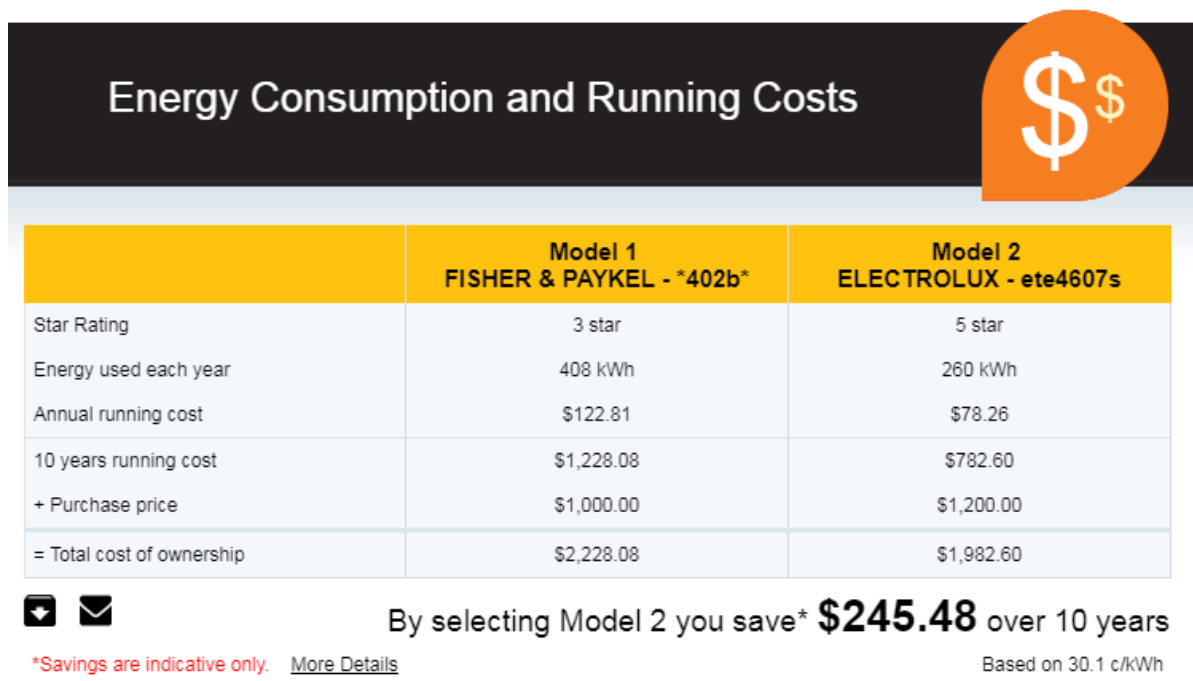 Energy Consumption and Running Costs
$ $
Model 1 Model 2
FISHER & PAYKEL - *402b* ELECTROLUX - ete4607s
Star Rating 3 star 5 star
Energy used each year 408 kWh 260 kWh
Annual running cost $122.81 $78.26
10 years running cost $1,228.08 $782.60
+ Purchase price $1,000.00 $1,200.00
= Total cost of ownership $2,228.08 $1,982.60
By selecting Model 2 you save* $245.48 over 10 years
*Savings are indicative only. More Details Based on 30.1 c/kWh